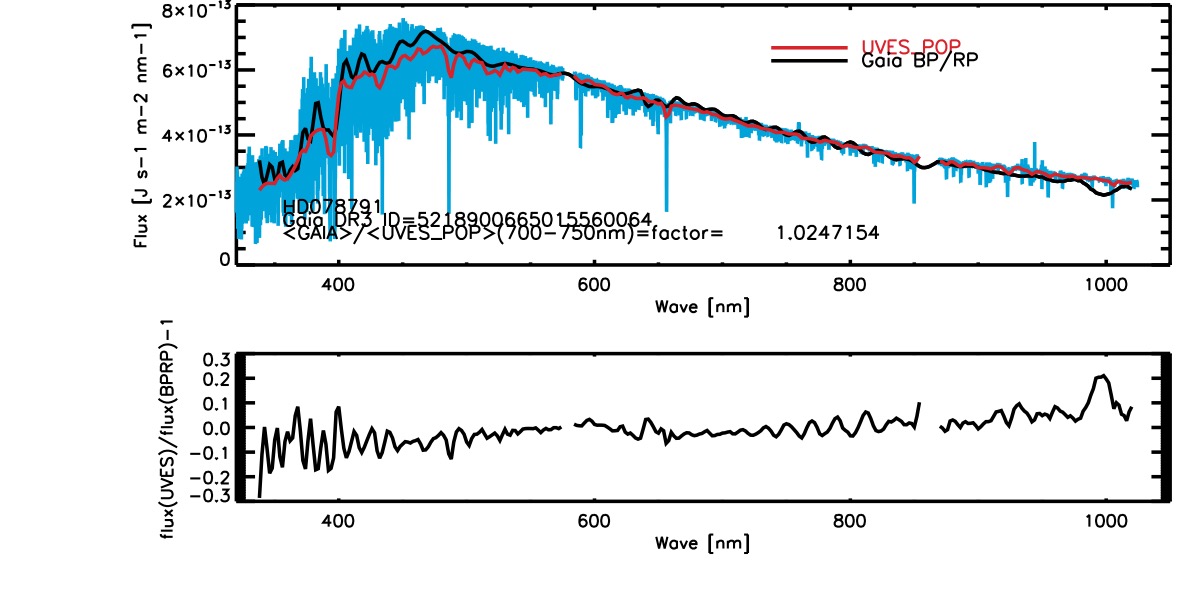 8×10−13
6×10−13
4×10−13
2×10−13
0
Flux [J s−1 m−2 nm−1]
UVES_POP
Gaia BP/RP
HD078791
Gaia DR3 ID=5218900665015560064
<GAIA>/<UVES_POP>(700−750nm)=factor= 1.0247154
400 600 800 1000
Wave [nm]
flux(UVES)/flux(BPRP)−1
0.3
0.2
0.1
0.0
−0.1
−0.2
−0.3
400 600 800 1000
Wave [nm]